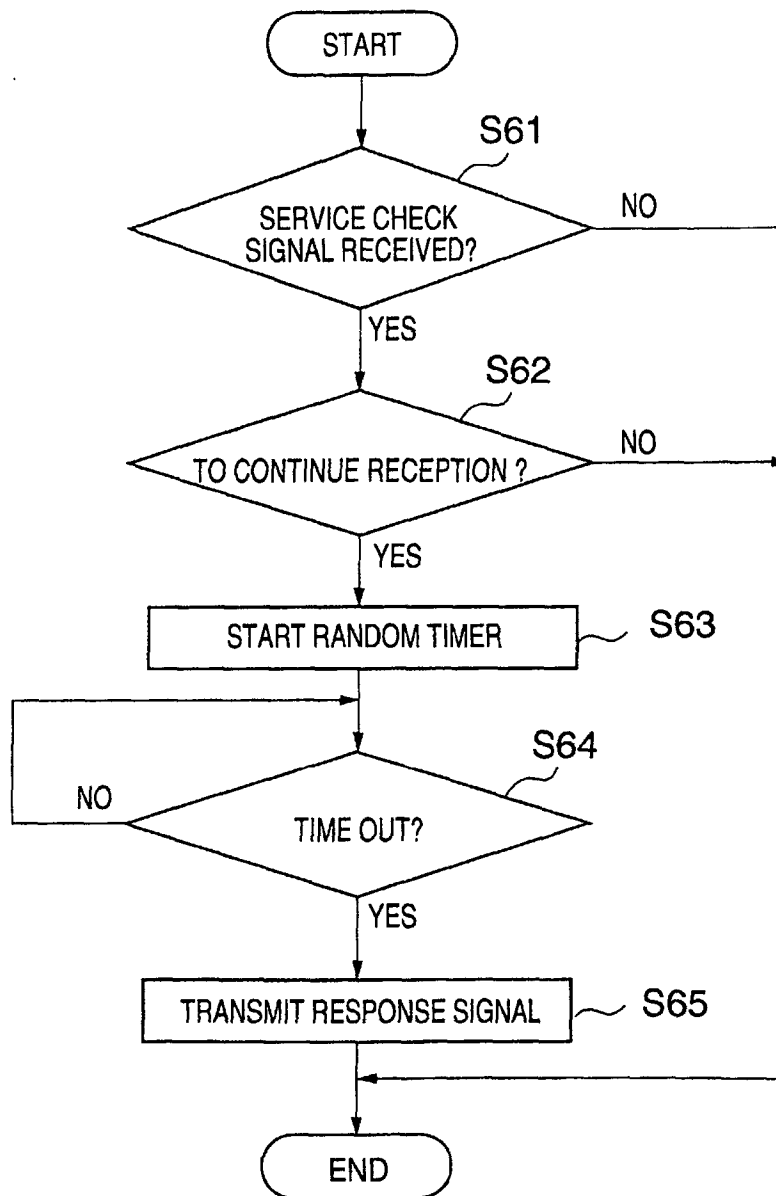 START
S61
SERVICE CHECK
SIGNAL RECEIVED?
NO
YES
S62
TO CONTINUE RECEPTION ?
NO
YES
START RANDOM TIMER
S63
S64
TIME OUT?
NO
YES
TRANSMIT RESPONSE SIGNAL
S65
END